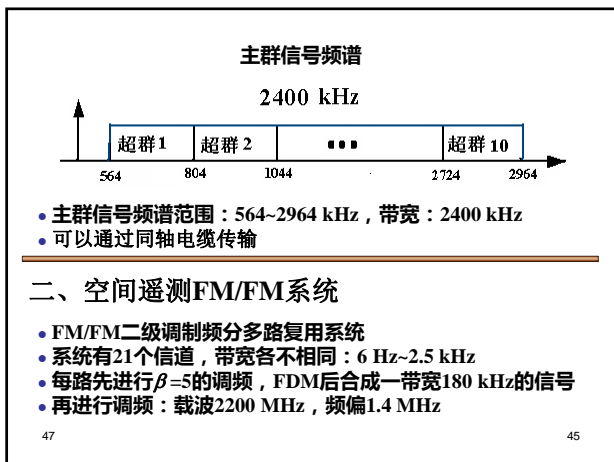 主群信号频谱
2400 kHz
超群1 超群2 ••• 超群10
564 804 1044 2724 2964
• 主群信号频谱范围：564~2964 kHz，带宽：2400 kHz
• 可以通过同轴电缆传输
二、空间遥测FM/FM系统
• FM/FM二级调制频分多路复用系统
• 系统有21个信道，带宽各不相同：6 Hz~2.5 kHz
• 每路先进行β=5的调频，FDM后合成一带宽180 kHz的信号
• 再进行调频：载波2200 MHz，频偏1.4 MHz
47 45